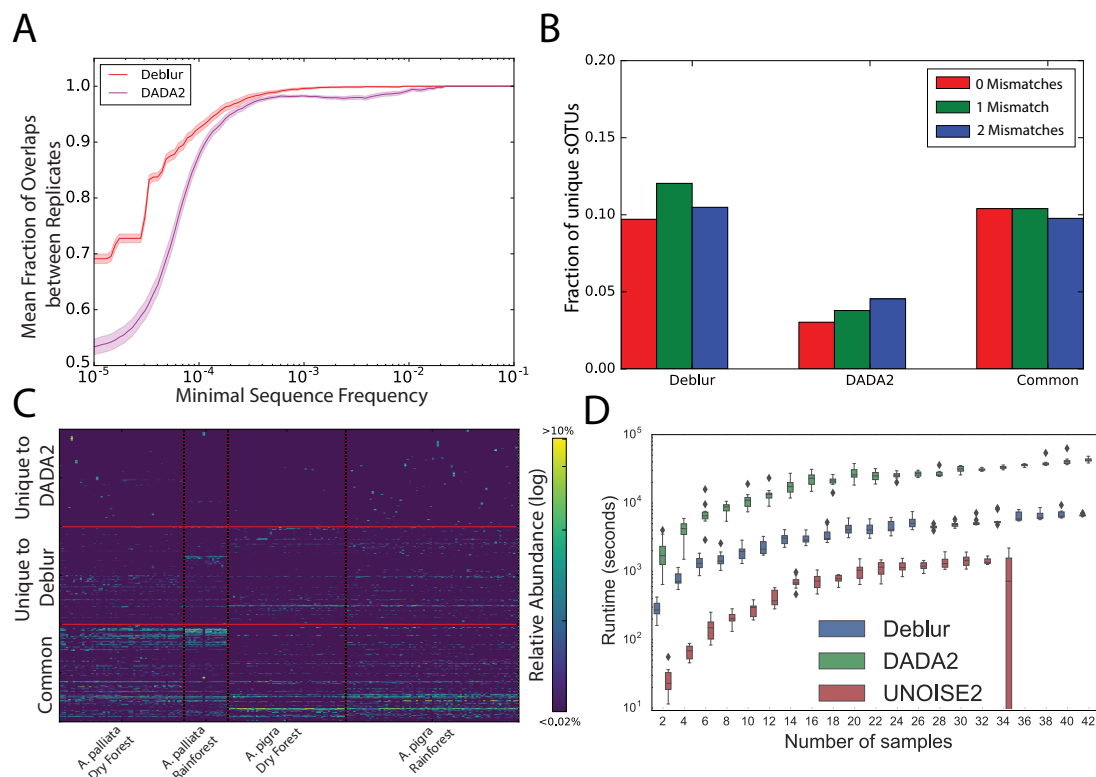 A
Deblur
DADA2
1.0
0.9
0.8
0.7
0.6
0.5
10-5
10-4
10-3
10-2
10-1
Mean Fraction of Overlaps
between Replicates
Minimal Sequence Frequency
B
0 Mismatches
1 Mismatch
2 Mismatches
0.20
0.15
0.10
0.05
0.00
Fraction of unique sOTUs
Deblur
DADA2
Common
C
Unique to
DADA2
Unique to
Deblur
Common
A. palliata
Dry Forest
A. palliata
Rainforest
A. pigra
Dry Forest
A. pigra
Rainforest
>10%
Relative Abundance (log)
<0.02%
D
10^5
10^4
10^3
10^2
10^1
Runtime (seconds)
Deblur
DADA2
UNOISE2
2 4 6 8 10 12 14 16 18 20 22 24 26 28 30 32 34 36 38 40 42
Number of samples